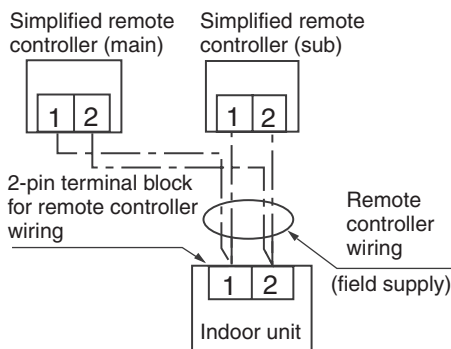 Simplified remote
controller (main)
Simplified remote
controller (sub)
1 2
1 2
2-pin terminal block
for remote controller
wiring
Remote
controller
wiring
(field supply)
1 2
Indoor unit